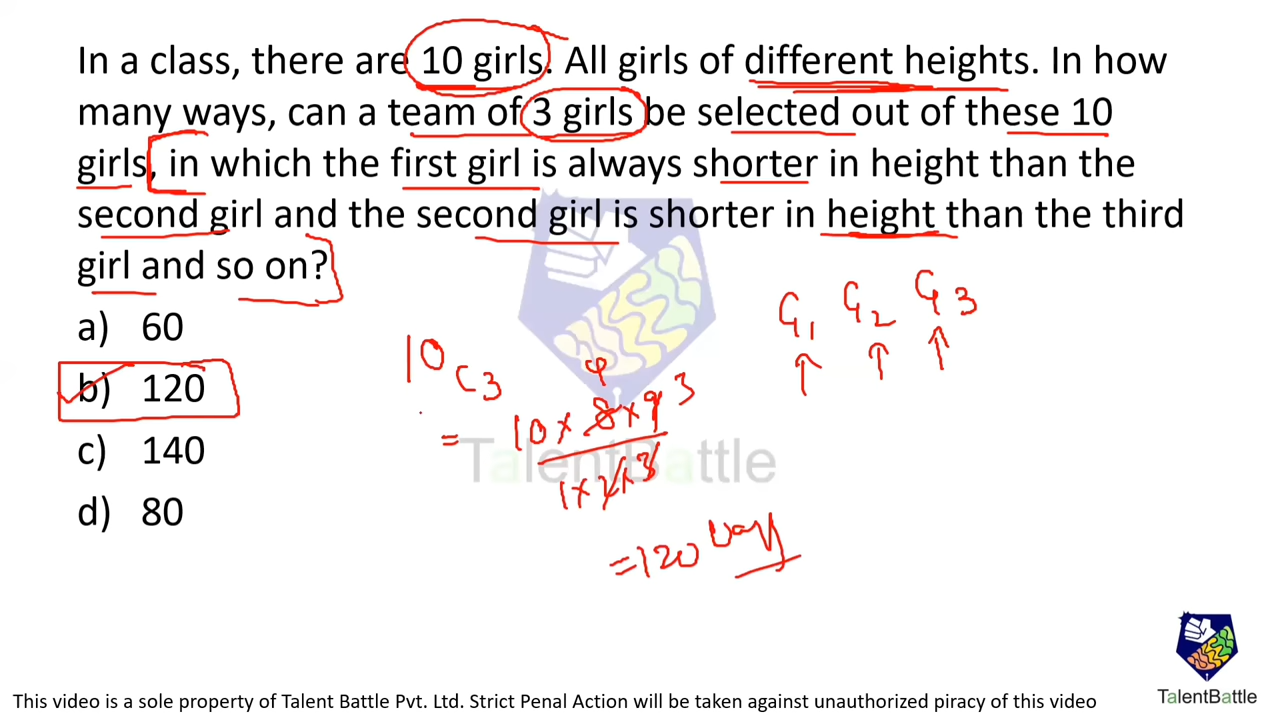 In a class, there are 10 girls. All girls of different heights. In how
many ways, can a team of 3 girls be selected out of these 10
girls, in which the first girl is always shorter in height than the
second girl and the second girl is shorter in height than the third
girl and so on?
a) 60
b) 120
c) 140
d) 80
G1 G2 G3
10C3
4
= 10 × 8 × 9 3
1 × 2 × 3
= 120 ways
TalentBattle
TalentBattle
This video is a sole property of Talent Battle Pvt. Ltd. Strict Penal Action will be taken against unauthorized piracy of this video